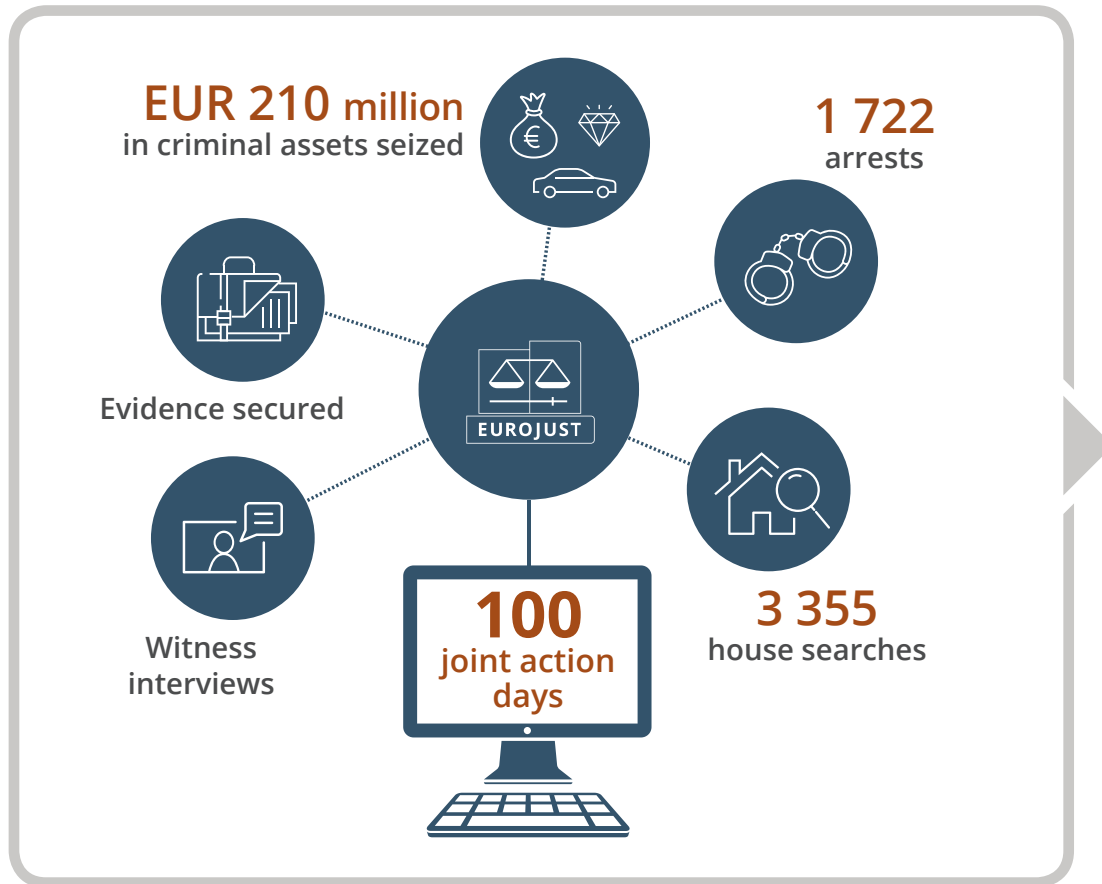 EUR 210 million
in criminal assets seized
€
1 722
arrests
Evidence secured
EUROJUST
Witness
interviews
100
joint action
days
3 355
house searches